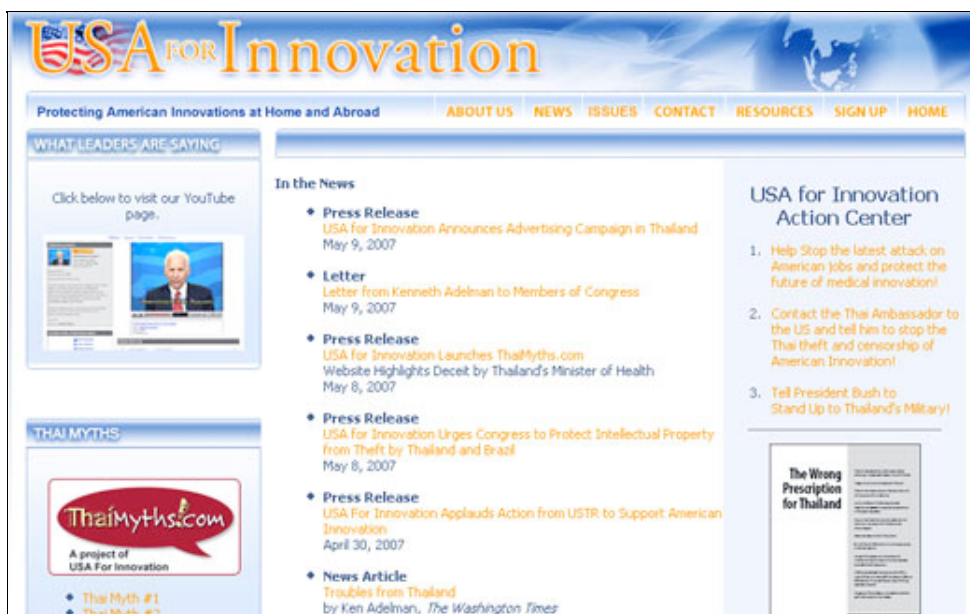 USA FOR Innovation
Protecting American Innovations at Home and Abroad
ABOUT US NEWS ISSUES CONTACT RESOURCES SIGN UP HOME
WHAT LEADERS ARE SAYING
Click below to visit our YouTube
page.
THAI MYTHS
ThaiMyths.com
A project of
USA For Innovation
Thai Myth #1
Thai Myth #2
In the News
Press Release
USA for Innovation Announces Advertising Campaign in Thailand
May 9, 2007
Letter
Letter from Kenneth Adelman to Members of Congress
May 9, 2007
Press Release
USA for Innovation Launches ThaiMyths.com
Website Highlights Deceit by Thailand's Minister of Health
May 8, 2007
Press Release
USA for Innovation Urges Congress to Protect Intellectual Property
from Theft by Thailand and Brazil
May 8, 2007
Press Release
USA For Innovation Applauds Action from USTR to Support American
Innovation
April 30, 2007
News Article
Troubles from Thailand
by Ken Adelman, The Washington Times
USA for Innovation
Action Center
1. Help Stop the latest attack on
American jobs and protect the
future of medical innovation!
2. Contact the Thai Ambassador to
the US and tell him to stop the
Thai theft and censorship of
American Innovation!
3. Tell President Bush to
Stand Up to Thailand's Military!
The Wrong
Prescription
for Thailand